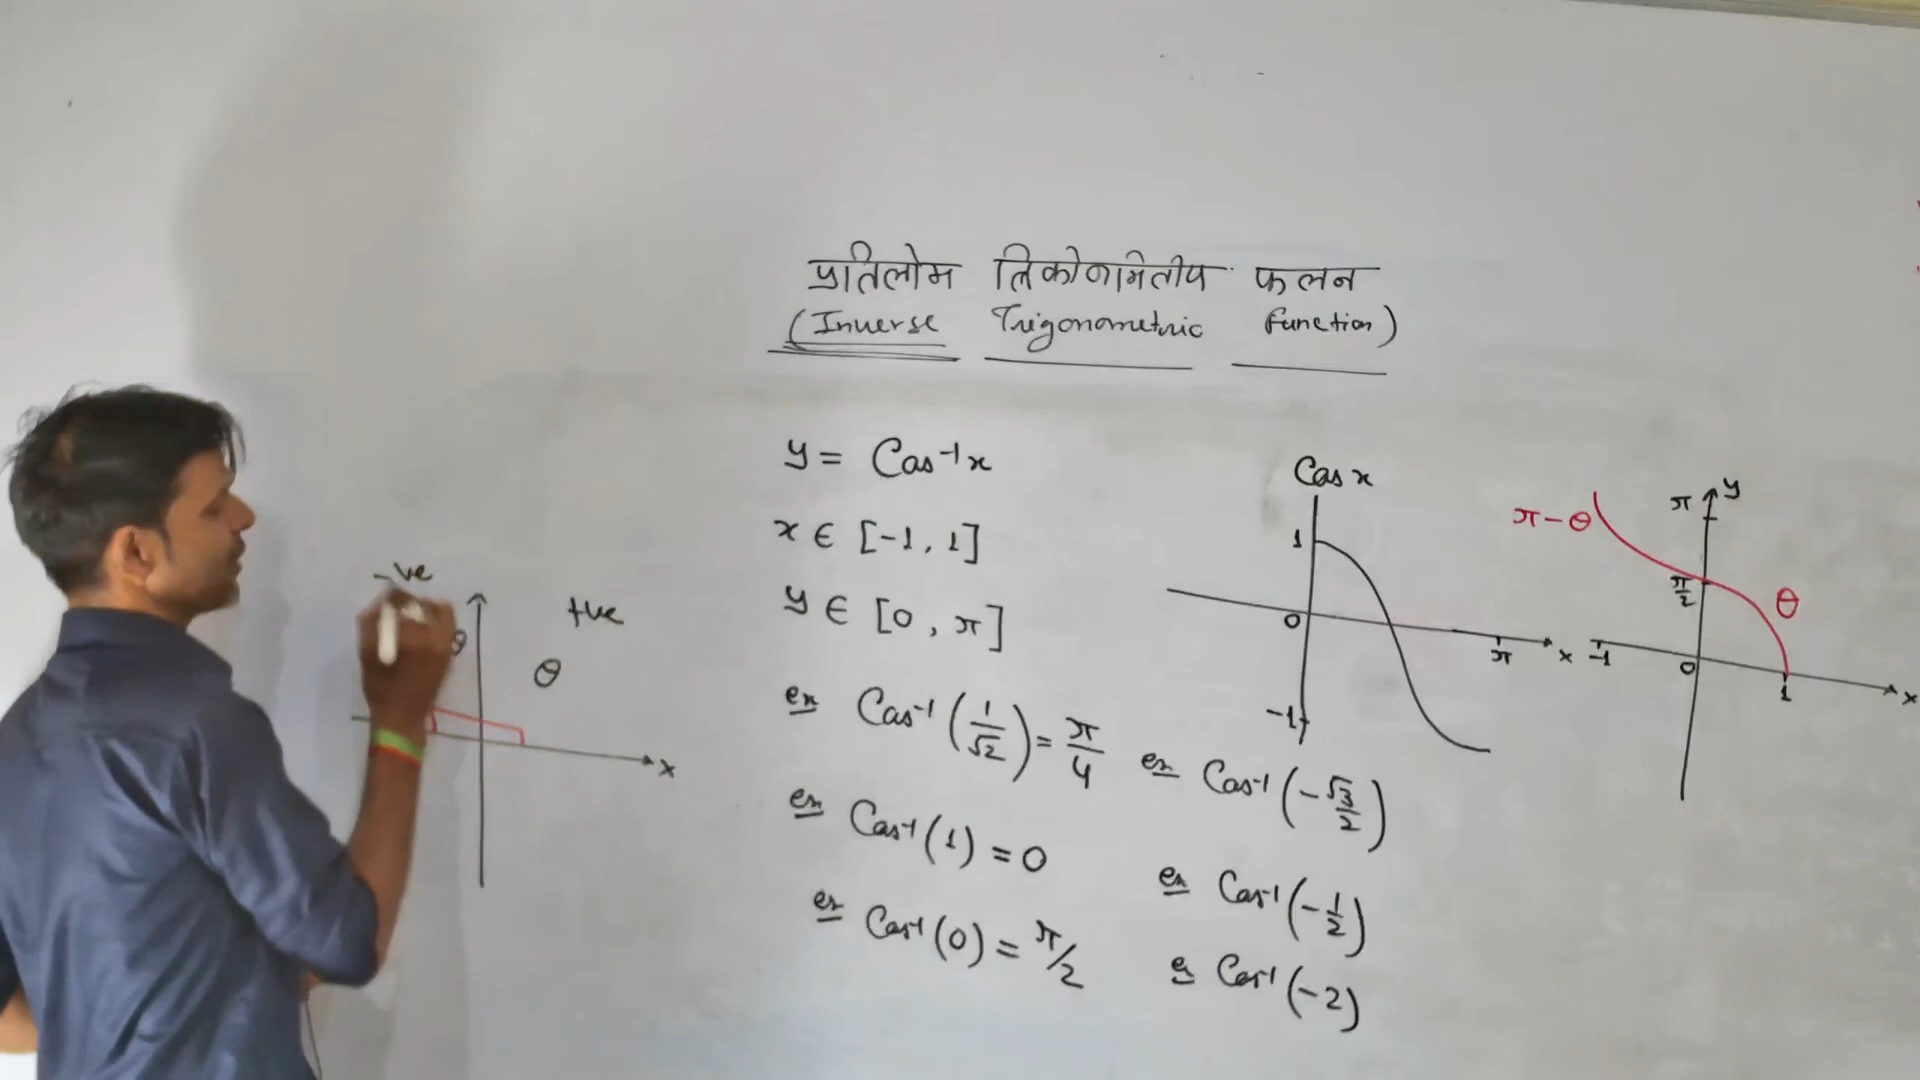 प्रतिलोम त्रिकोणमितीय फलन
(Inverse Trigonometric Function)
y = Cos⁻¹x
x ∈ [-1, 1]
y ∈ [0, π]
ex Cos⁻¹(1/√2) = π/4
ex Cos⁻¹(1) = 0
ex Cos⁻¹(0) = π/2
ex Cos⁻¹(-√3/2)
ex Cos⁻¹(-1/2)
ex Cos⁻¹(-2)
Cos x
1
0
-1
π
x
π-θ
π
y
π/2
θ
-1
0
1
x
-ve
+ve
θ
θ
x